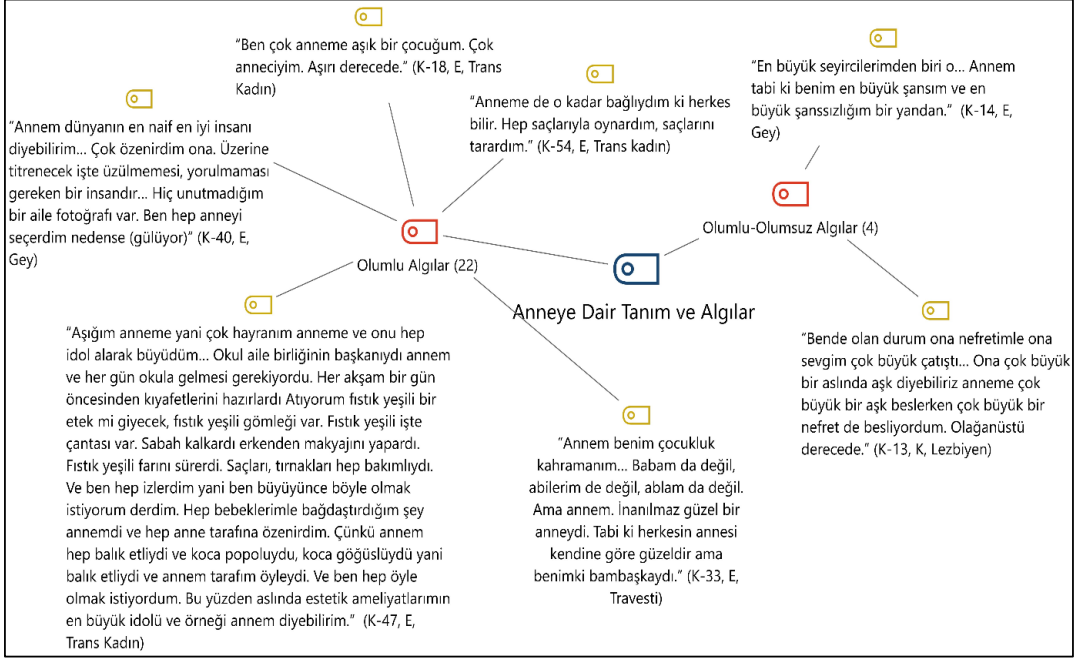 "Ben çok anneme aşık bir çocuğum. Çok
anneciyim. Aşırı derecede." (K-18, E, Trans
Kadın)
"En büyük seyircilerimden biri o... Annem
tabi ki benim en büyük şansım ve en
büyük şanssızlığım bir yandan." (K-14, E,
Gey)
"Anneme de o kadar bağlıydım ki herkes
bilir. Hep saçlarıyla oynardım, saçlarını
tarardım." (K-54, E, Trans kadın)
"Annem dünyanın en naif en iyi insanı
diyebilirim... Çok özenirdim ona. Üzerine
titrenecek işte üzülmemesi, yorulmaması
gereken bir insandır... Hiç unutmadığım
bir aile fotoğrafı var. Ben hep anneyi
seçerdim nedense (gülüyor)" (K-40, E,
Gey)
Olumlu-Olumsuz Algılar (4)
Olumlu Algılar (22)
Anneye Dair Tanım ve Algılar
"Aşığım anneme yani çok hayranım anneme ve onu hep
idol alarak büyüdüm... Okul aile birliğinin başkanıydı annem
ve her gün okula gelmesi gerekiyordu. Her akşam bir gün
öncesinden kıyafetlerini hazırlardı Atıyorum fıstık yeşili bir
etek mi giyecek, fıstık yeşili gömleği var. Fıstık yeşili işte
çantası var. Sabah kalkardı erkenden makyajını yapardı.
Fıstık yeşili farını sürerdi. Saçları, tırnakları hep bakımlıydı.
Ve ben hep izlerdim yani ben büyüyünce böyle olmak
istiyorum derdim. Hep bebeklerimle bağdaştırdığım şey
annemdi ve hep anne tarafına özenirdim. Çünkü annem
hep balık etliydi ve koca popoluydu, koca göğüslüydü yani
balık etliydi ve annem tarafım öyleydi. Ve ben hep öyle
olmak istiyordum. Bu yüzden aslında estetik ameliyatlarımın
en büyük idolü ve örneği annem diyebilirim." (K-47, E,
Trans Kadın)
"Annem benim çocukluk
kahramanım... Babam da değil,
abilerim de değil, ablam da değil.
Ama annem. İnanılmaz güzel bir
anneydi. Tabi ki herkesin annesi
kendine göre güzeldir ama
benimki bambaşkaydı." (K-33, E,
Travesti)
"Bende olan durum ona nefretimle ona
sevgim çok büyük çatıştı... Ona çok büyük
bir aslında aşk diyebiliriz anneme çok
büyük bir aşk beslerken çok büyük bir
nefret de besliyordum. Olağanüstü
derecede." (K-13, K, Lezbiyen)